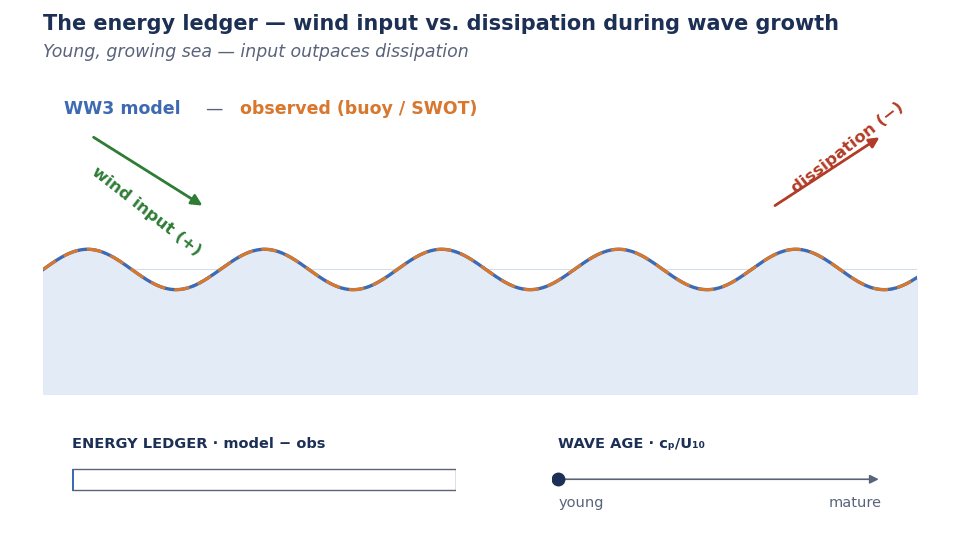 The energy ledger — wind input vs. dissipation during wave growth
Young, growing sea — input outpaces dissipation
WW3 model — observed (buoy / SWOT)
wind input (+)
dissipation (−)
ENERGY LEDGER · model − obs
WAVE AGE · cₚ/U₁₀
young
mature